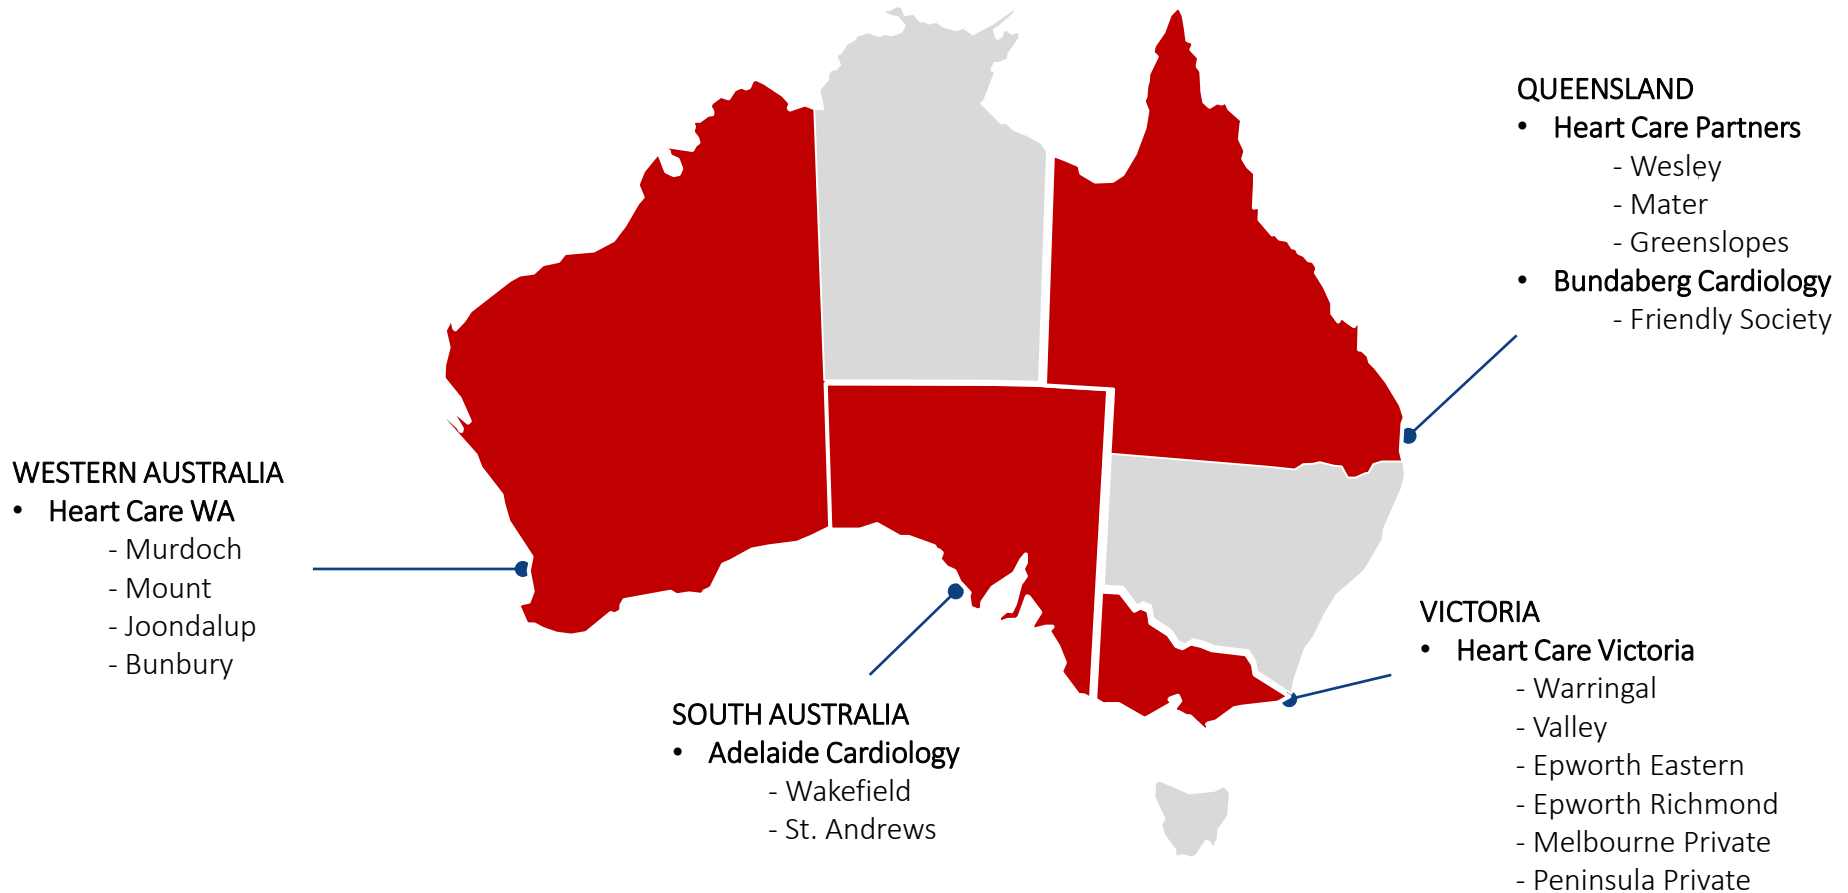 QUEENSLAND
• Heart Care Partners
- Wesley
- Mater
- Greenslopes
• Bundaberg Cardiology
- Friendly Society
WESTERN AUSTRALIA
• Heart Care WA
- Murdoch
- Mount
- Joondalup
- Bunbury
SOUTH AUSTRALIA
• Adelaide Cardiology
- Wakefield
- St. Andrews
VICTORIA
• Heart Care Victoria
- Warringal
- Valley
- Epworth Eastern
- Epworth Richmond
- Melbourne Private
- Peninsula Private